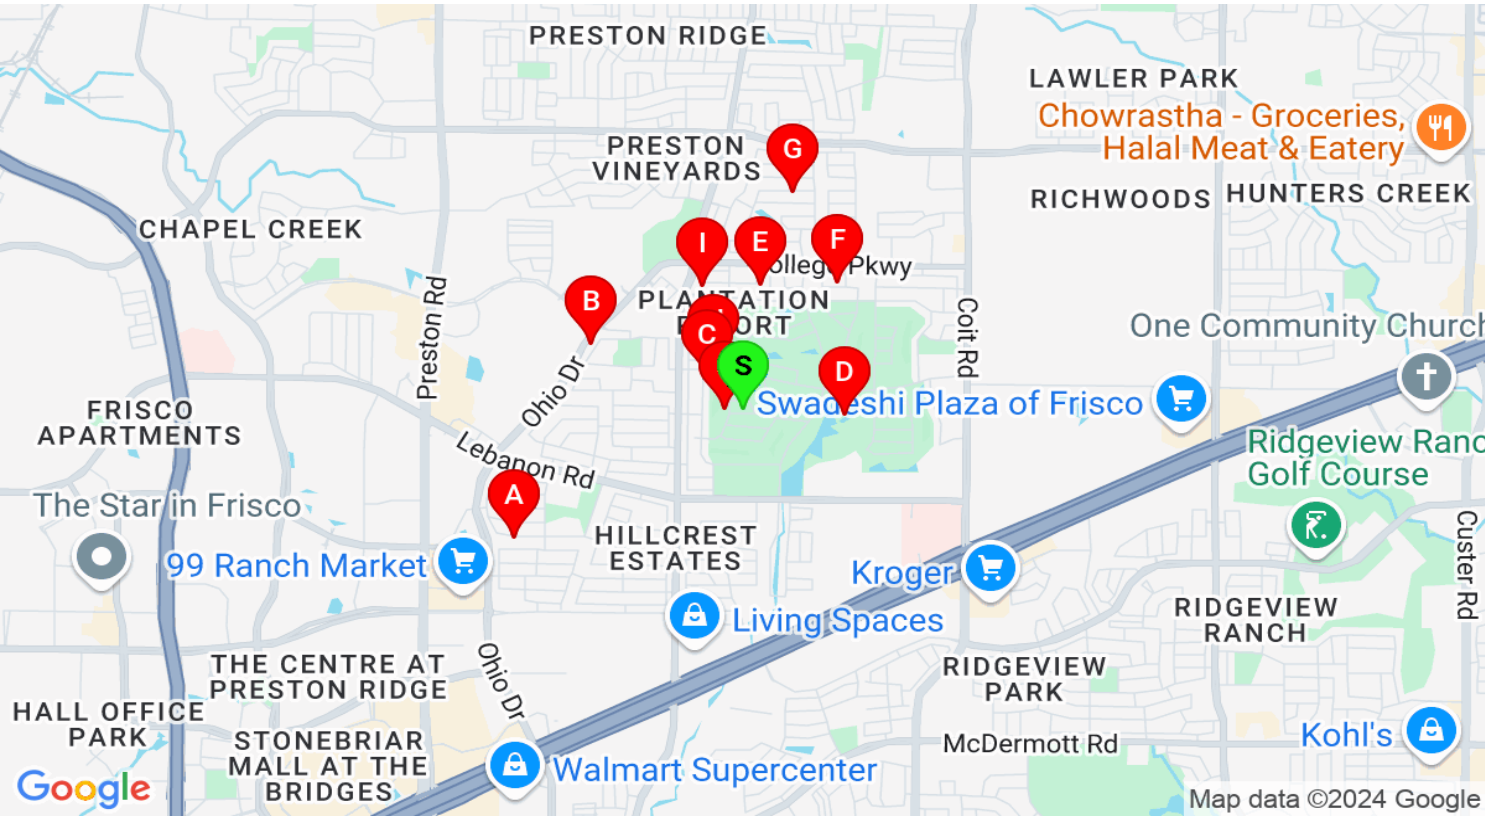 PRESTON RIDGE
LAWLER PARK
Chowrastha - Groceries,
Halal Meat & Eatery
PRESTON
VINEYARDS
G
RICHWOODS
HUNTERS CREEK
CHAPEL CREEK
I
E
F
Pkwy
B
PLANTATION
Preston Rd
Coit Rd
C
One Community Church
S
D
Ohio Dr
Swadeshi Plaza of Frisco
FRISCO
APARTMENTS
Lebanon Rd
Ridgeview Ranc
Golf Course
A
The Star in Frisco
HILLCREST
ESTATES
99 Ranch Market
Kroger
Custer Rd
Living Spaces
RIDGEVIEW
RANCH
THE CENTRE AT
PRESTON RIDGE
Ohio Dr
RIDGEVIEW
PARK
HALL OFFICE
PARK
STONEBRIAR
MALL AT THE
BRIDGES
McDermott Rd
Kohl's
Walmart Supercenter
Google
Map data ©2024 Google